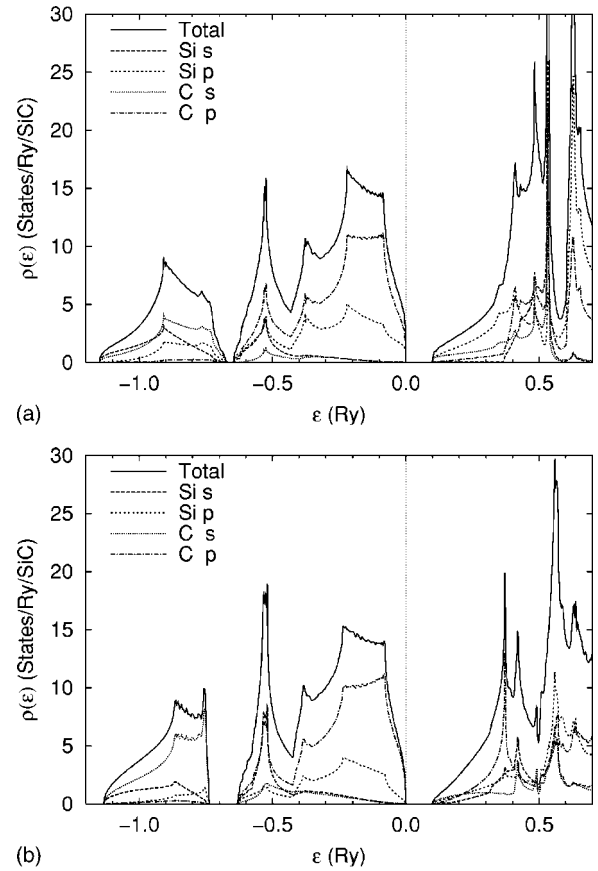 30
25
20
15
10
5
0
ρ(ε) (States/Ry/SiC)
Total
Si s
Si p
C s
C p
−1.0
−0.5
0.0
0.5
ε (Ry)
(a)
30
25
20
15
10
5
0
ρ(ε) (States/Ry/SiC)
Total
Si s
Si p
C s
C p
−1.0
−0.5
0.0
0.5
ε (Ry)
(b)